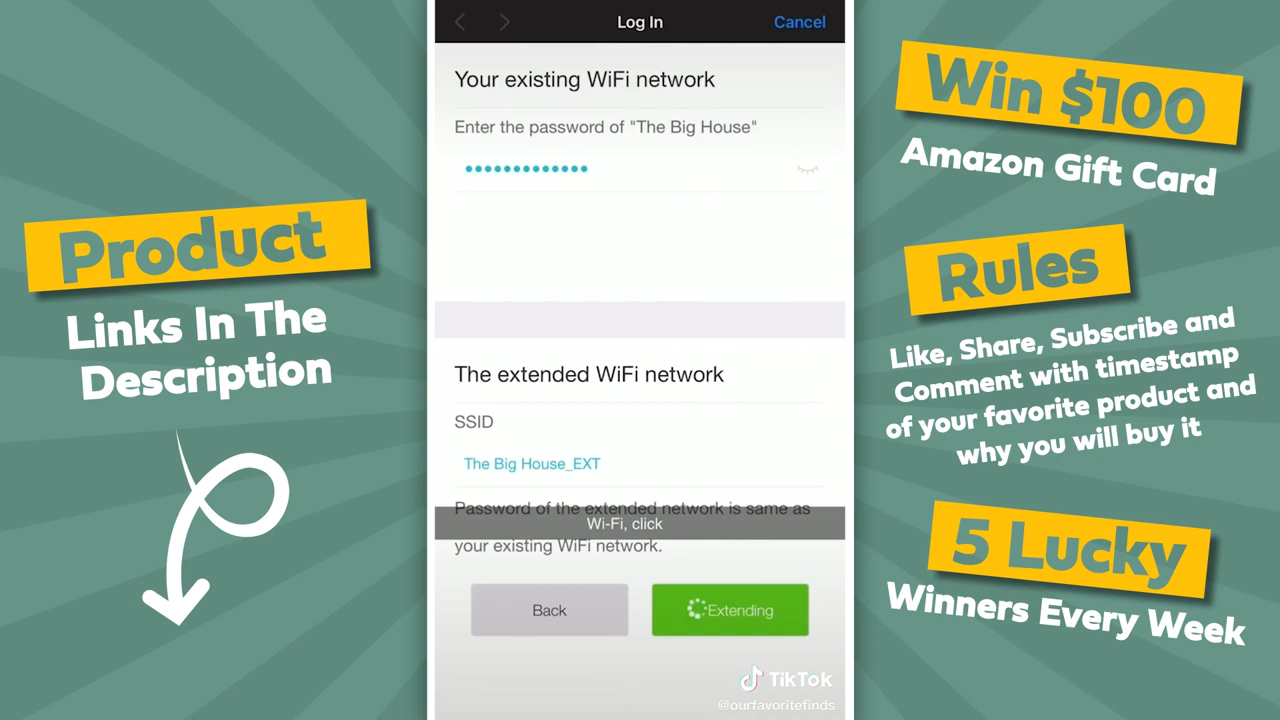 Product
Links In The
Description
Log In
Cancel
Your existing WiFi network
Enter the password of "The Big House"
The extended WiFi network
SSID
The Big House_EXT
Password of the extended network is same as
Wi-Fi, click
your existing WiFi network.
Back
Extending
TikTok
@ourfavoritefinds
Win $100
Amazon Gift Card
Rules
Like, Share, Subscribe and
Comment with timestamp
of your favorite product and
why you will buy it
5 Lucky
Winners Every Week